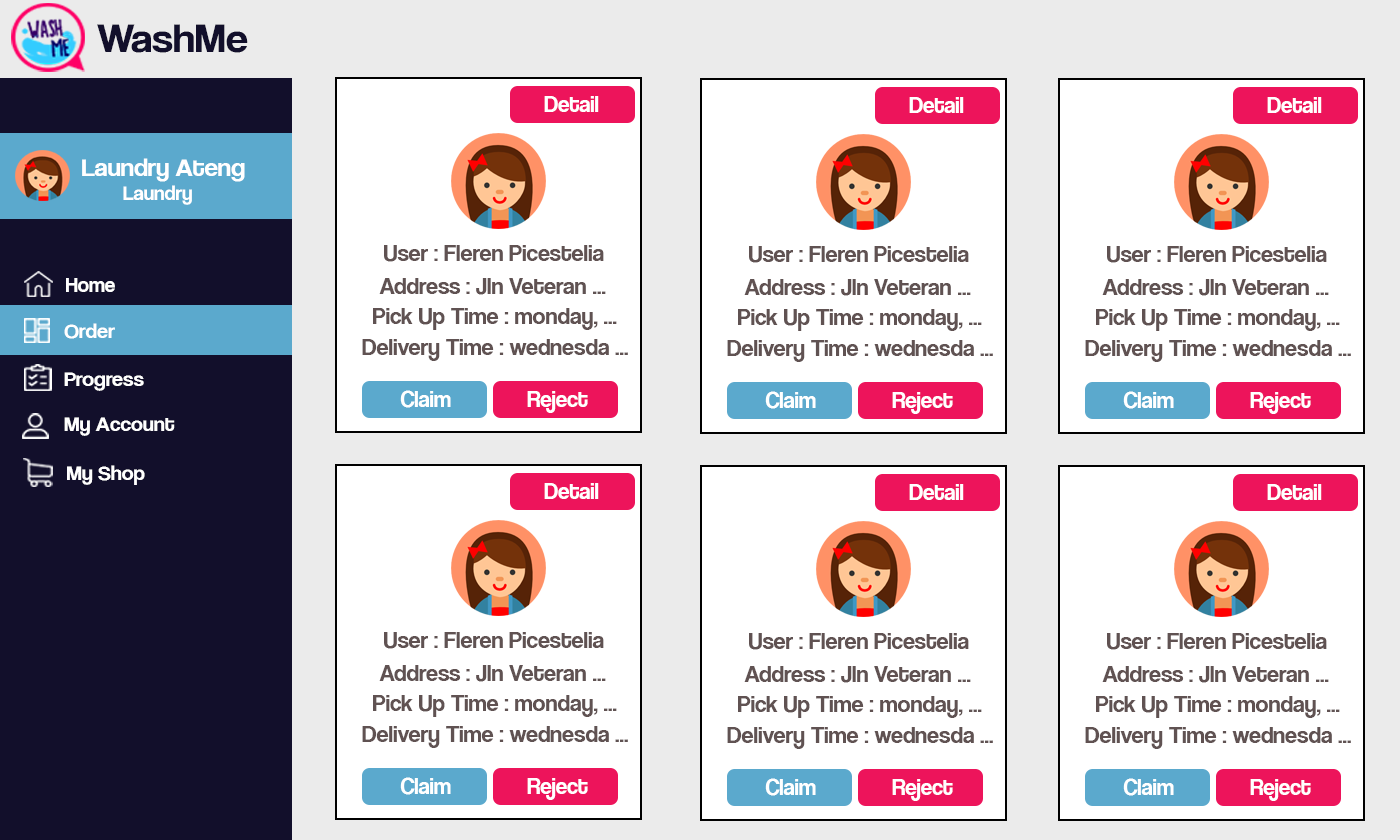 WASH
ME
WashMe
Laundry Ateng
Laundry
Home
Order
Progress
My Account
My Shop
Detail
User : Fleren Picestelia
Address : Jln Veteran ...
Pick Up Time : monday, ...
Delivery Time : wednesda ...
Claim
Reject
Detail
User : Fleren Picestelia
Address : Jln Veteran ...
Pick Up Time : monday, ...
Delivery Time : wednesda ...
Claim
Reject
Detail
User : Fleren Picestelia
Address : Jln Veteran ...
Pick Up Time : monday, ...
Delivery Time : wednesda ...
Claim
Reject
Detail
User : Fleren Picestelia
Address : Jln Veteran ...
Pick Up Time : monday, ...
Delivery Time : wednesda ...
Claim
Reject
Detail
User : Fleren Picestelia
Address : Jln Veteran ...
Pick Up Time : monday, ...
Delivery Time : wednesda ...
Claim
Reject
Detail
User : Fleren Picestelia
Address : Jln Veteran ...
Pick Up Time : monday, ...
Delivery Time : wednesda ...
Claim
Reject